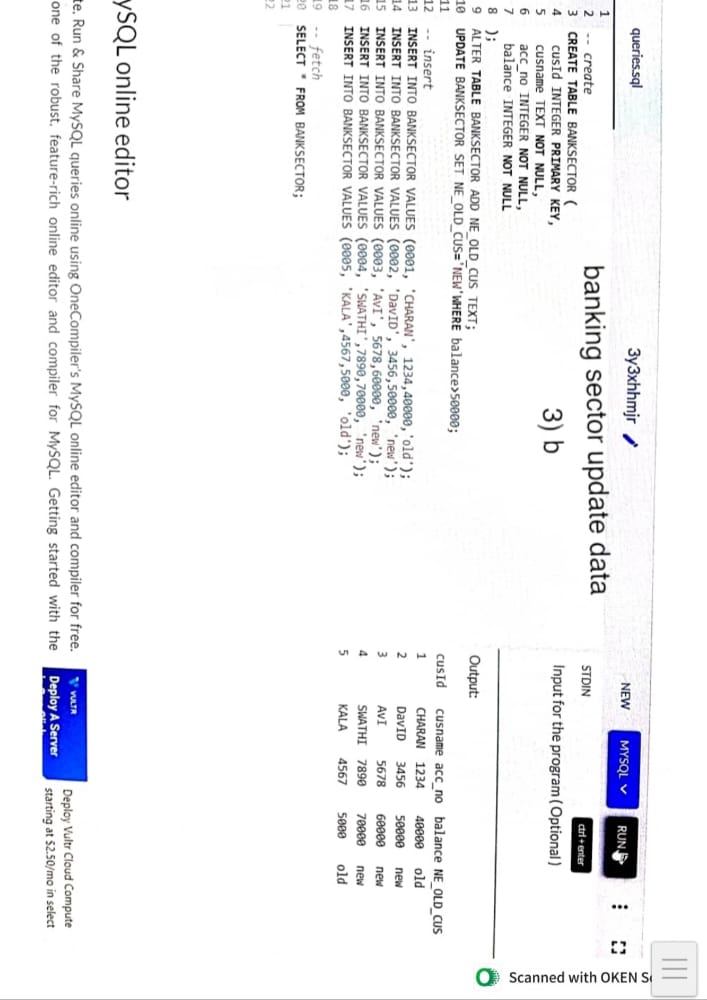 queries.sql
3y3xhhmjr
NEW
MYSQL
RUN
banking sector update data
3) b
1
2 -- create
3 CREATE TABLE BANKSECTOR (
4 cusId INTEGER PRIMARY KEY,
5 cusname TEXT NOT NULL,
6 acc_no INTEGER NOT NULL,
7 balance INTEGER NOT NULL
8 );
9 ALTER TABLE BANKSECTOR ADD NE_OLD_CUS TEXT;
10 UPDATE BANKSECTOR SET NE_OLD_CUS='NEW'WHERE balance>50000;
11
12 -- insert
13 INSERT INTO BANKSECTOR VALUES (0001, 'CHARAN', 1234,40000,'old');
14 INSERT INTO BANKSECTOR VALUES (0002, 'DavID', 3456,50000, 'new');
15 INSERT INTO BANKSECTOR VALUES (0003, 'AvI', 5678,60000, 'new');
16 INSERT INTO BANKSECTOR VALUES (0004, 'SWATHI',7890,70000, 'new');
17 INSERT INTO BANKSECTOR VALUES (0005, 'KALA',4567,5000, 'old');
18
19 -- fetch
20 SELECT * FROM BANKSECTOR;
21
22
STDIN
ctrl + enter
Input for the program (Optional)
Output:
cusId cusname acc_no balance NE_OLD_CUS
1 CHARAN 1234 40000 old
2 DavID 3456 50000 new
3 AvI 5678 60000 new
4 SWATHI 7890 70000 new
5 KALA 4567 5000 old
ySQL online editor
te. Run & Share MySQL queries online using OneCompiler's MySQL online editor and compiler for free.
one of the robust, feature-rich online editor and compiler for MySQL. Getting started with the
VULTR
Deploy A Server
Deploy Vultr Cloud Compute
starting at $2.50/mo in select
Scanned with OKEN S